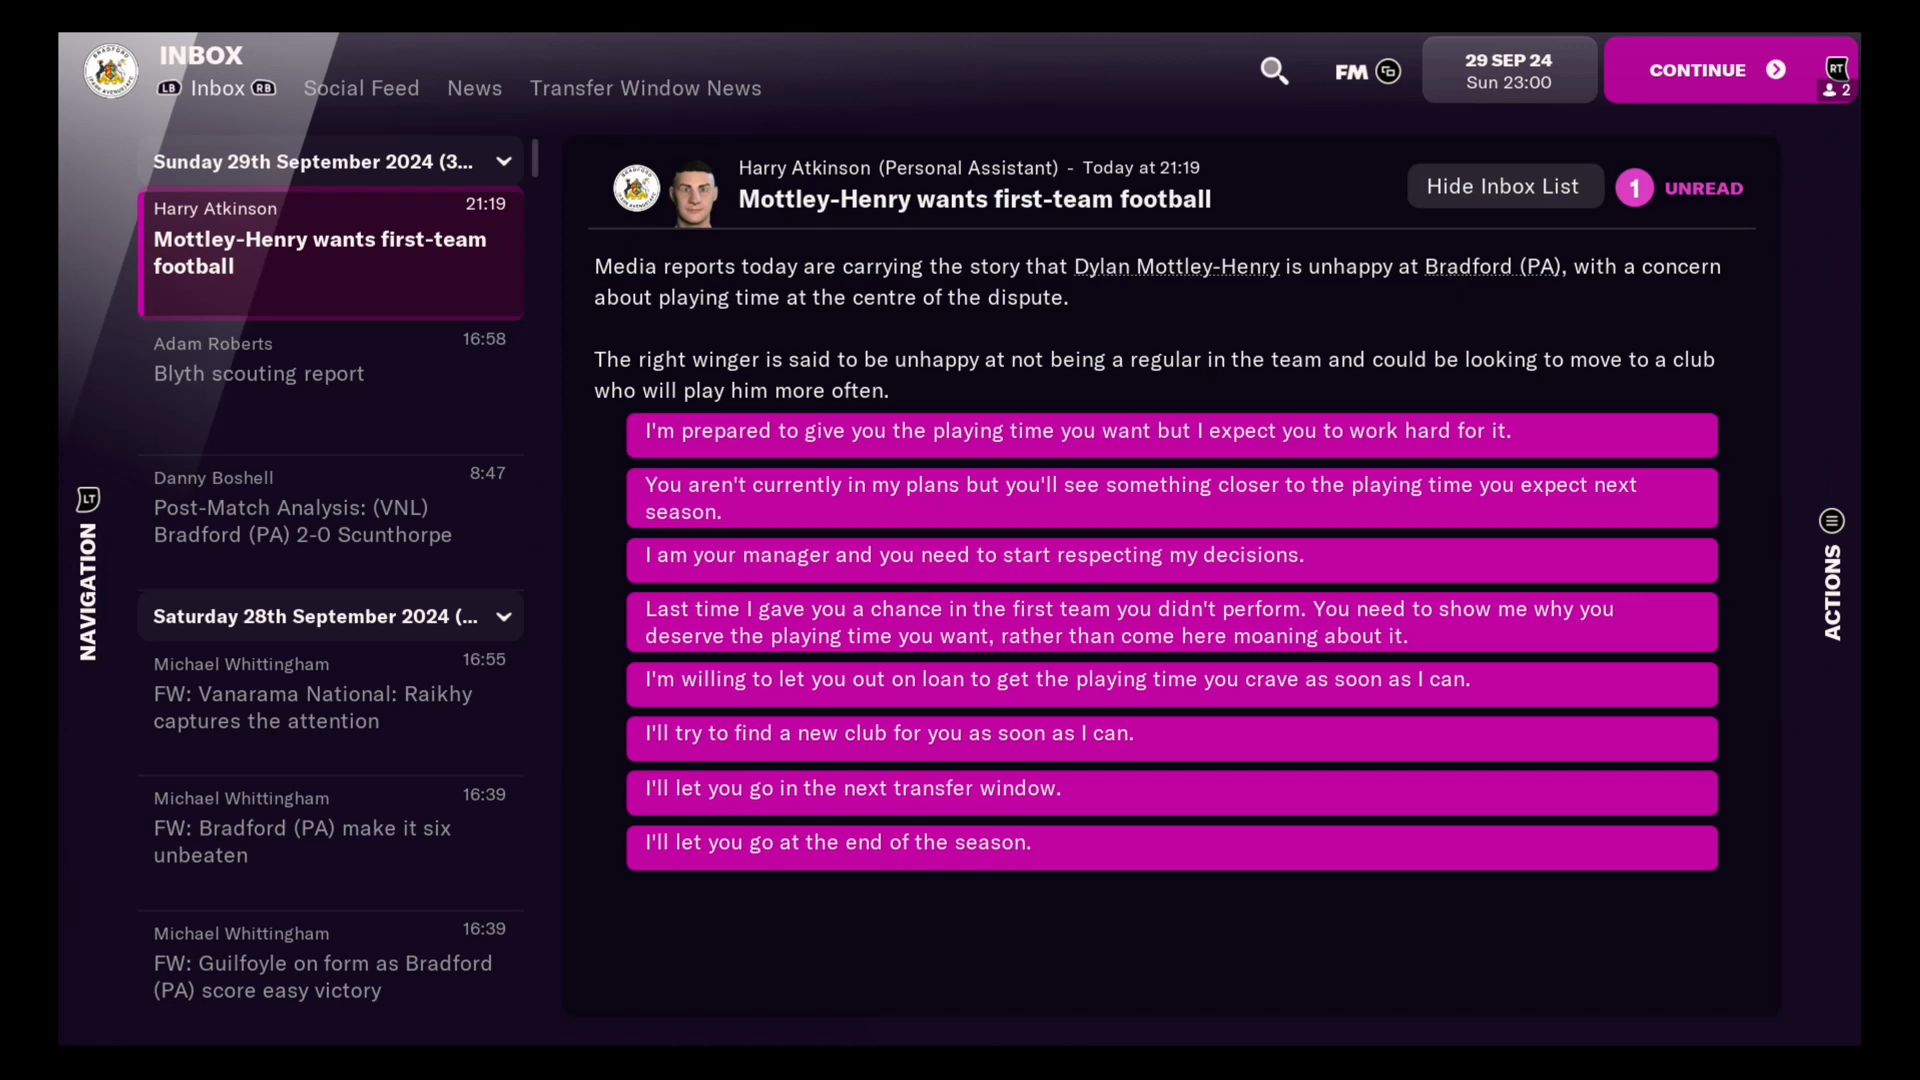 INBOX
LB Inbox RB Social Feed News Transfer Window News
FM
29 SEP 24
Sun 23:00
CONTINUE
RT
2
Sunday 29th September 2024 (3...
Harry Atkinson 21:19
Mottley-Henry wants first-team
football
Adam Roberts 16:58
Blyth scouting report
Danny Boshell 8:47
Post-Match Analysis: (VNL)
Bradford (PA) 2-0 Scunthorpe
Saturday 28th September 2024 (...
Michael Whittingham 16:55
FW: Vanarama National: Raikhy
captures the attention
Michael Whittingham 16:39
FW: Bradford (PA) make it six
unbeaten
Michael Whittingham 16:39
FW: Guilfoyle on form as Bradford
(PA) score easy victory
LT
NAVIGATION
Harry Atkinson (Personal Assistant) - Today at 21:19
Mottley-Henry wants first-team football
Hide Inbox List
1 UNREAD
Media reports today are carrying the story that Dylan Mottley-Henry is unhappy at Bradford (PA), with a concern
about playing time at the centre of the dispute.
The right winger is said to be unhappy at not being a regular in the team and could be looking to move to a club
who will play him more often.
I'm prepared to give you the playing time you want but I expect you to work hard for it.
You aren't currently in my plans but you'll see something closer to the playing time you expect next
season.
I am your manager and you need to start respecting my decisions.
Last time I gave you a chance in the first team you didn't perform. You need to show me why you
deserve the playing time you want, rather than come here moaning about it.
I'm willing to let you out on loan to get the playing time you crave as soon as I can.
I'll try to find a new club for you as soon as I can.
I'll let you go in the next transfer window.
I'll let you go at the end of the season.
ACTIONS